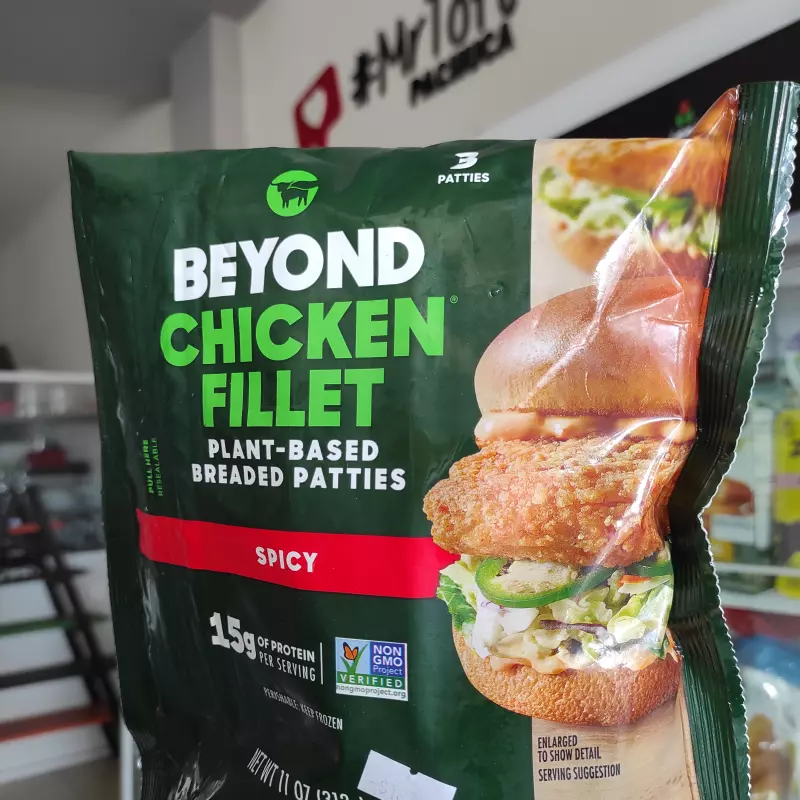 #MrTofu
PACHUCA
3
PATTIES
BEYOND
CHICKEN®
FILLET
PLANT-BASED
BREADED PATTIES
PULL HERE
RESEALABLE
SPICY
15g OF PROTEIN
PER SERVING
NON
GMO
Project
VERIFIED
nongmoproject.org
PERISHABLE KEEP FROZEN
NET WT 11 OZ
ENLARGED
TO SHOW DETAIL
SERVING SUGGESTION